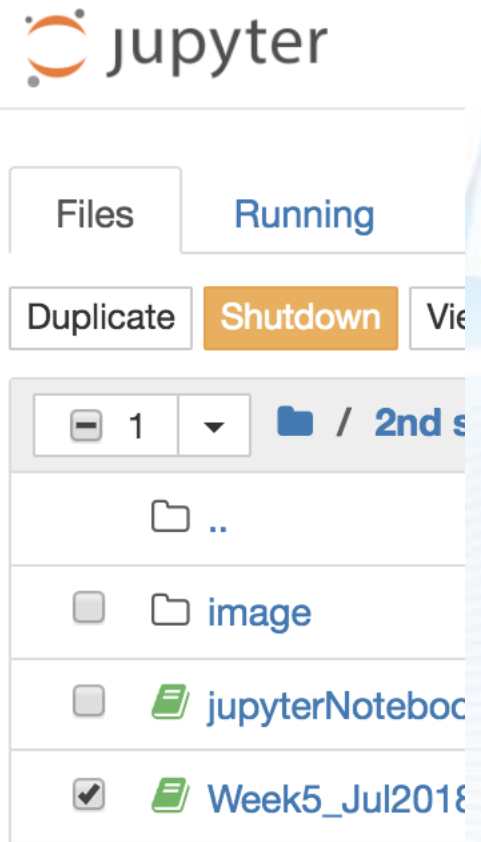 jupyter
Files Running
Duplicate Shutdown Vie
1 / 2nd s
..
image
jupyterNoteboo
Week5_Jul2018